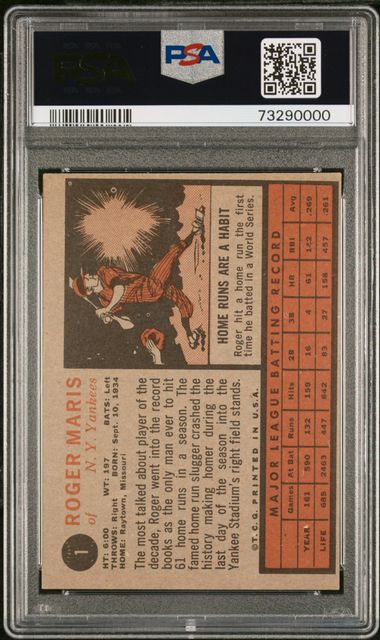 PSA
PSA
73290000
1
ROGER MARIS
of N. Y. Yankees
HT: 6:00 WT: 197 BATS: Left
THROWS: Right BORN: Sept. 10, 1934
HOME: Raytown, Missouri
The most talked about player of the
decade, Roger went into the record
books as the only man ever to hit
61 home runs in a season. The
famed home run slugger crashed the
history making homer during the
last day of the season into the
Yankee Stadium's right field stands.
HOME RUNS ARE A HABIT
Roger hit a home run the first
time he batted in a World Series.
©T.C.G. PRINTED IN U.S.A.
MAJOR LEAGUE BATTING RECORD
Games At Bat Runs Hits 2B 3B HR RBI Avg
YEAR 161 590 132 159 16 4 61 142 .269
LIFE 685 2463 447 642 83 27 158 457 .261